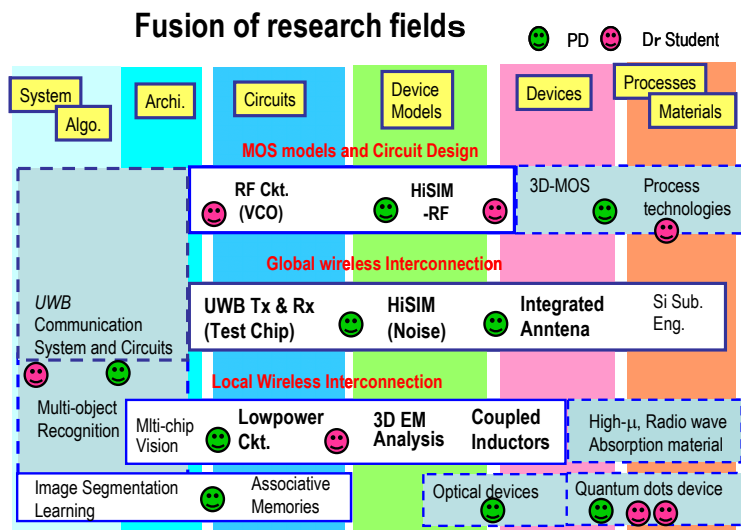 Fusion of research fields
PD
Dr Student
System
Algo.
Archi.
Circuits
Device
Models
Devices
Processes
Materials
MOS models and Circuit Design
RF Ckt.
(VCO)
HiSIM
-RF
3D-MOS
Process
technologies
Global wireless Interconnection
UWB
Communication
System and Circuits
UWB Tx & Rx
(Test Chip)
HiSIM
(Noise)
Integrated
Anntena
Si Sub.
Eng.
Local Wireless Interconnection
Multi-object
Recognition
Mlti-chip
Vision
Lowpower
Ckt.
3D EM
Analysis
Coupled
Inductors
High-μ, Radio wave
Absorption material
Image Segmentation
Learning
Associative
Memories
Optical devices
Quantum dots device